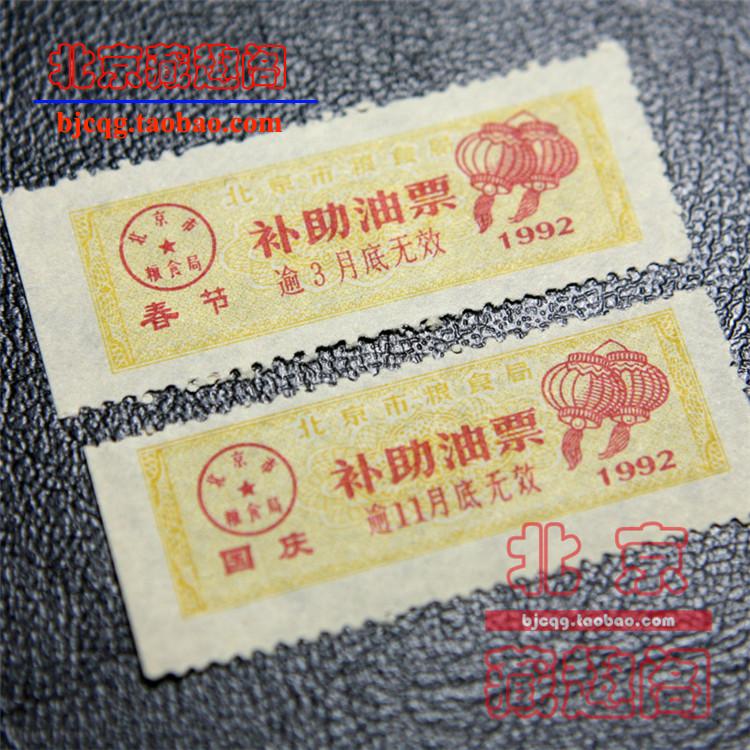 北京藏趣阁
bjcqg.taobao.com
北京市粮食局
北京市
粮食局
补助油票
逾3月底无效
1992
春节
北京市粮食局
北京市
粮食局
补助油票
逾11月底无效
1992
国庆
北京
bjcqg.taobao.com
藏趣阁